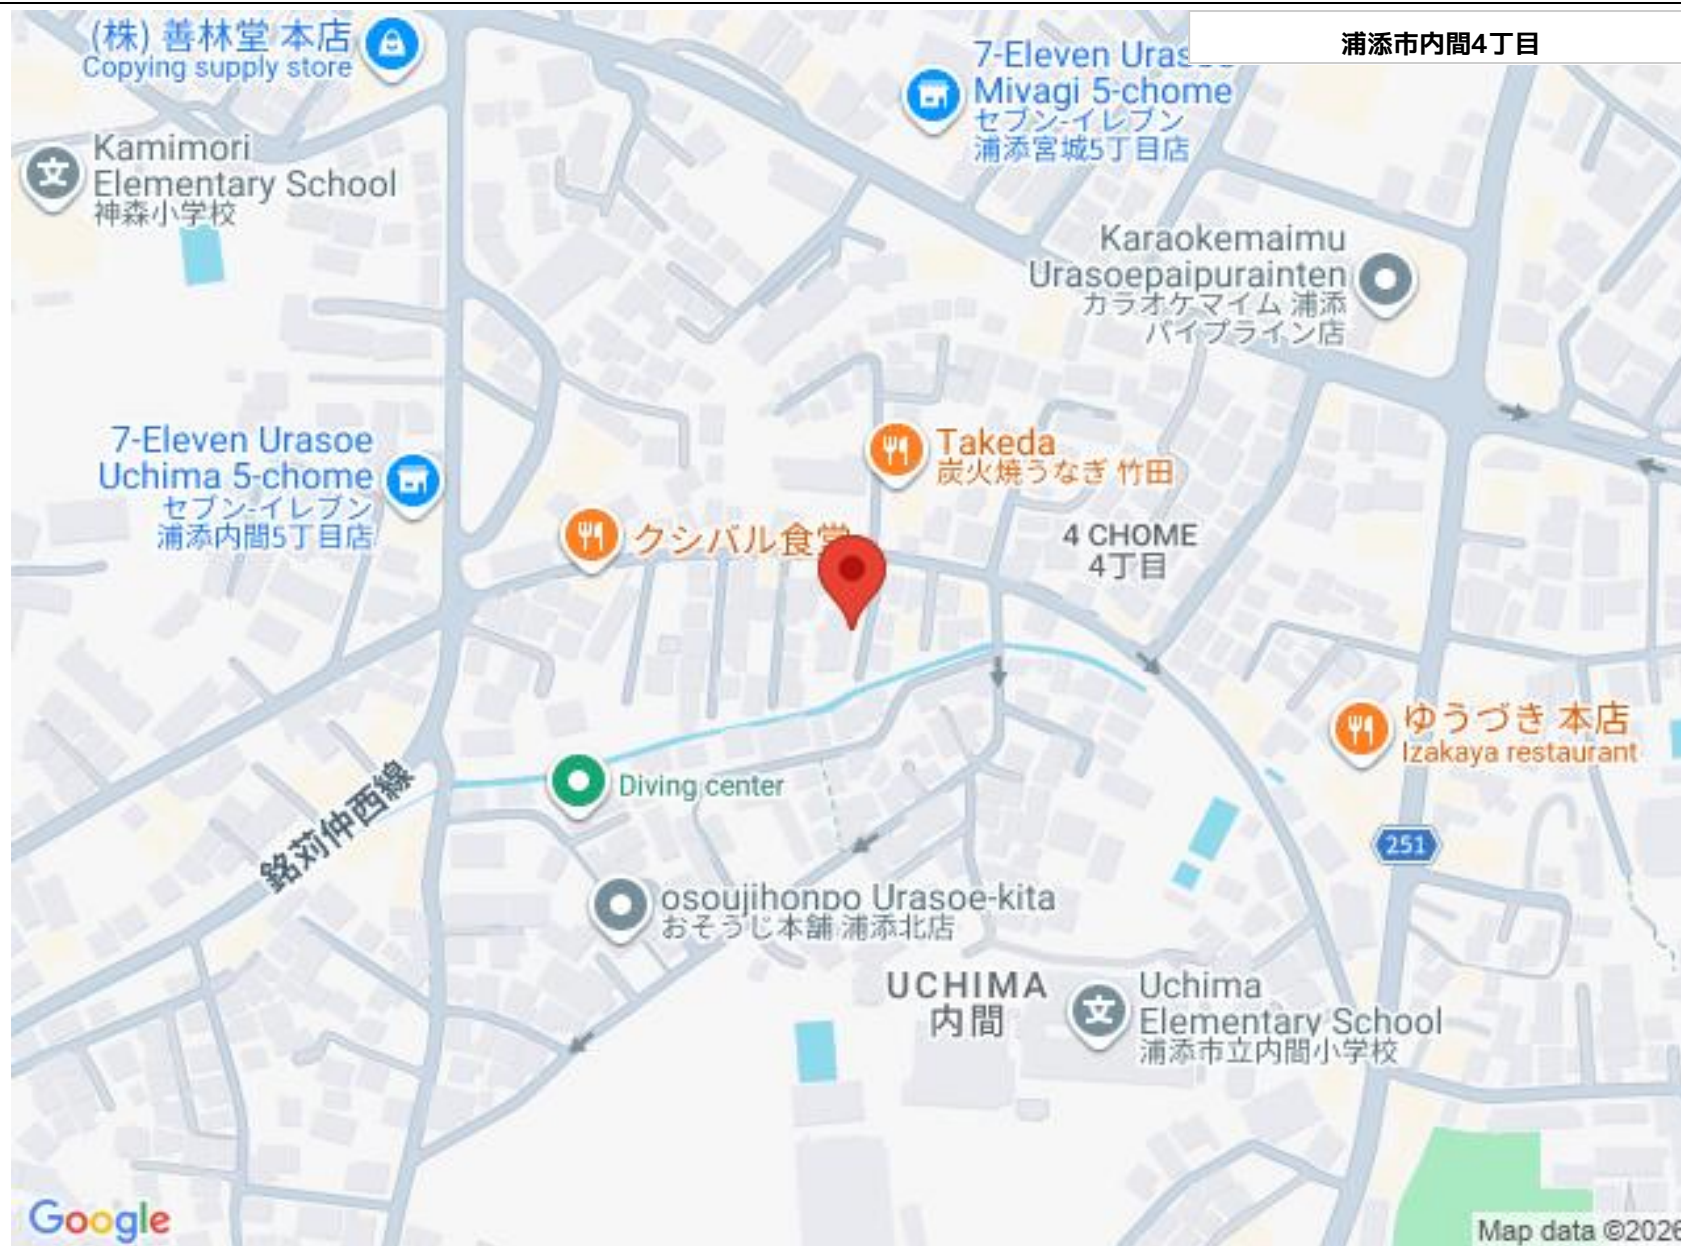 浦添市内間4丁目
(株) 善林堂 本店
Copying supply store
7-Eleven
Mivagi 5-chome
セブン-イレブン
浦添宮城5丁目店
Kamimori
Elementary School
神森小学校
Karaokemaimu
Urasoepaipurainten
カラオケマイム 浦添
パイプライン店
7-Eleven Urasoe
Uchima 5-chome
セブン-イレブン
浦添内間5丁目店
Takeda
炭火焼うなぎ 竹田
クシバル食堂
4 CHOME
4丁目
ゆうづき 本店
Izakaya restaurant
Diving center
銘苅仲西線
251
osoujihonpo Urasoe-kita
おそうじ本舗 浦添北店
UCHIMA
内間
Uchima
Elementary School
浦添市立内間小学校
Google
Map data ©2026